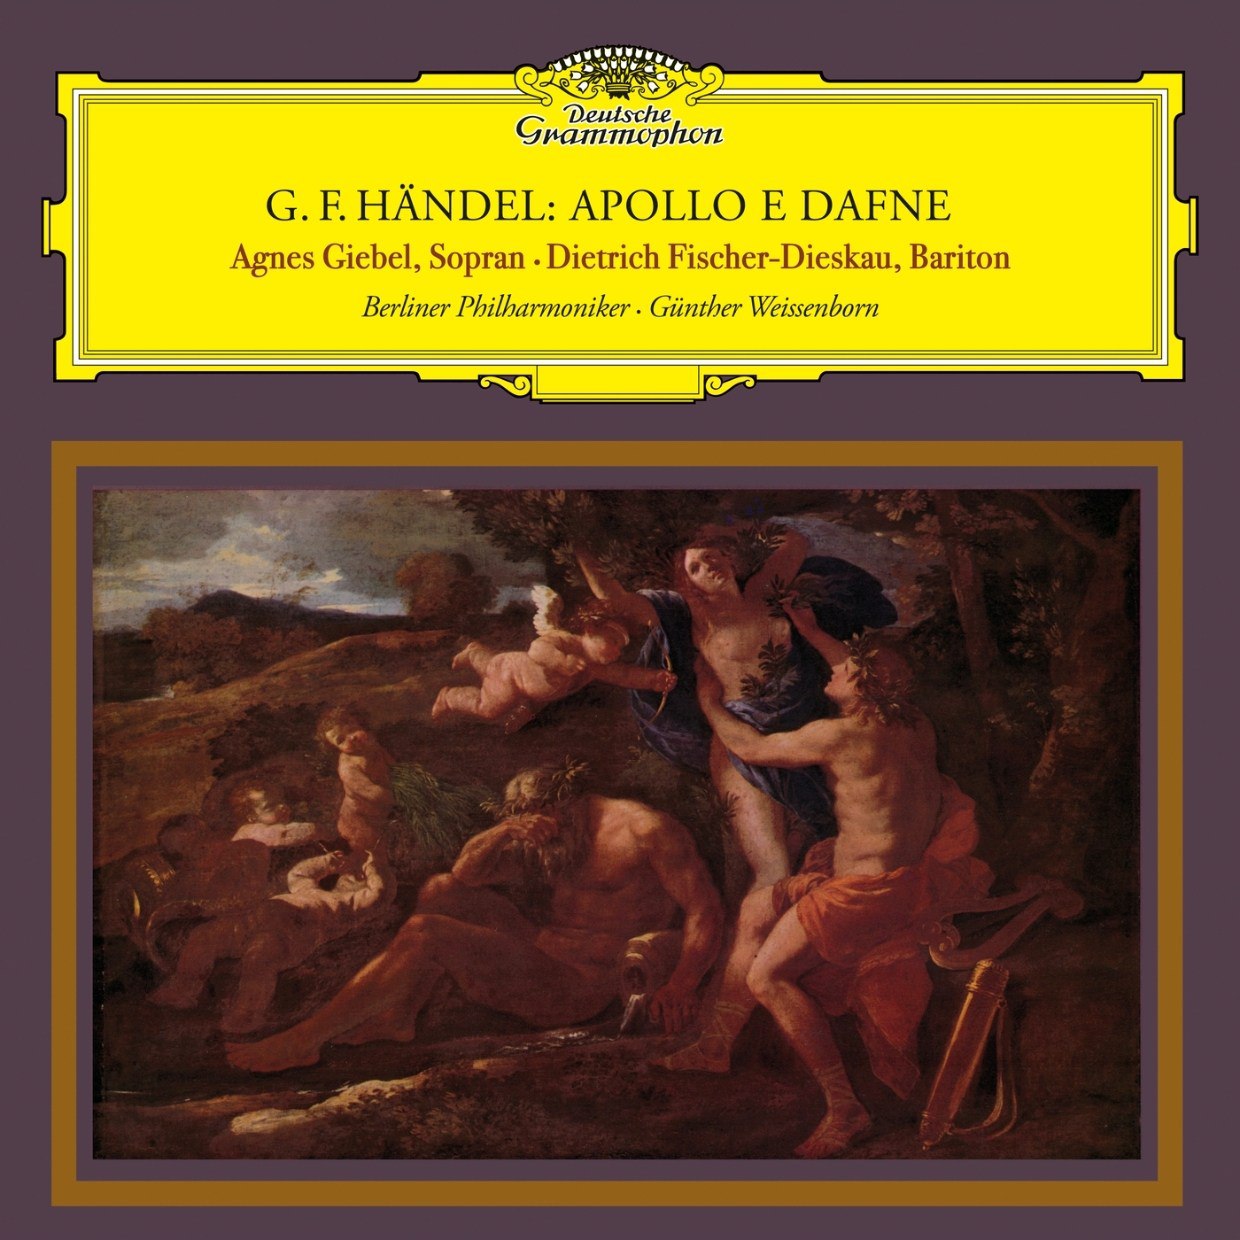 Deutsche
Grammophon
G. F. HÄNDEL: APOLLO E DAFNE
Agnes Giebel, Sopran · Dietrich Fischer-Dieskau, Bariton
Berliner Philharmoniker · Günther Weissenborn